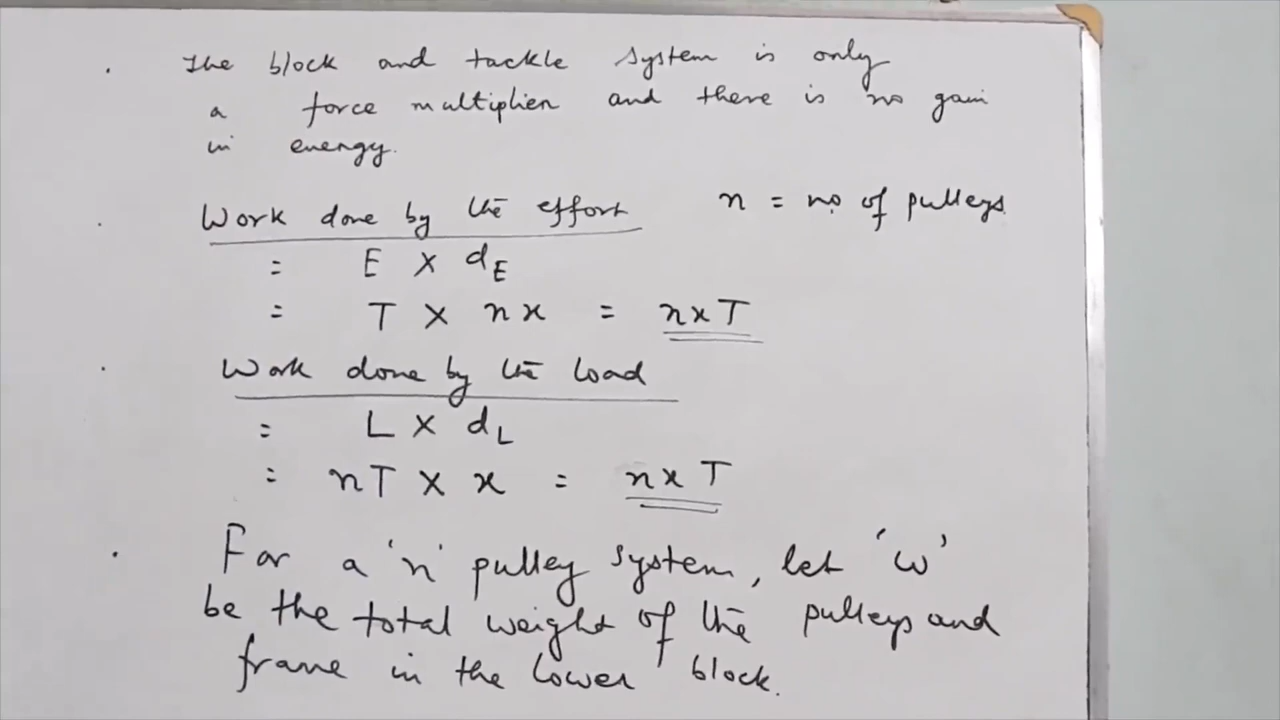 The block and tackle system is only
a force multiplier and there is no gain
in energy.
Work done by the effort n = no of pulleys
= E × dE
= T × nx = nxT
Work done by the load
= L × dL
= nT × x = nxT
For a 'n' pulley system, let 'w'
be the total weight of the pulleys and
frame in the lower block.